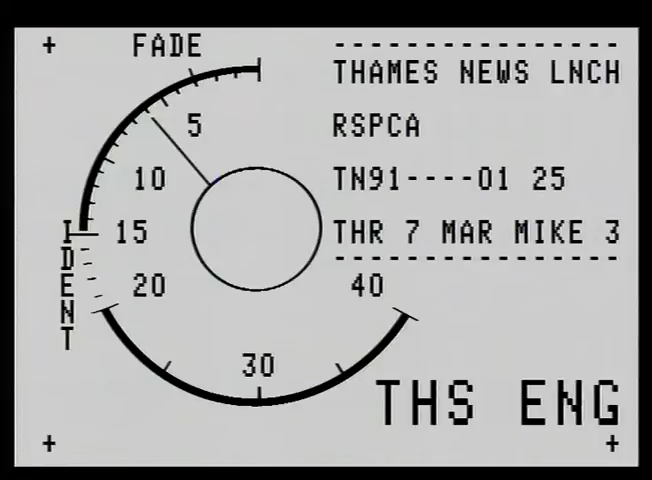 FADE
----------------
THAMES NEWS LNCH
RSPCA
TN91----01 25
THR 7 MAR MIKE 3
----------------
5
10
15
20
30
40
IDENT
THS ENG